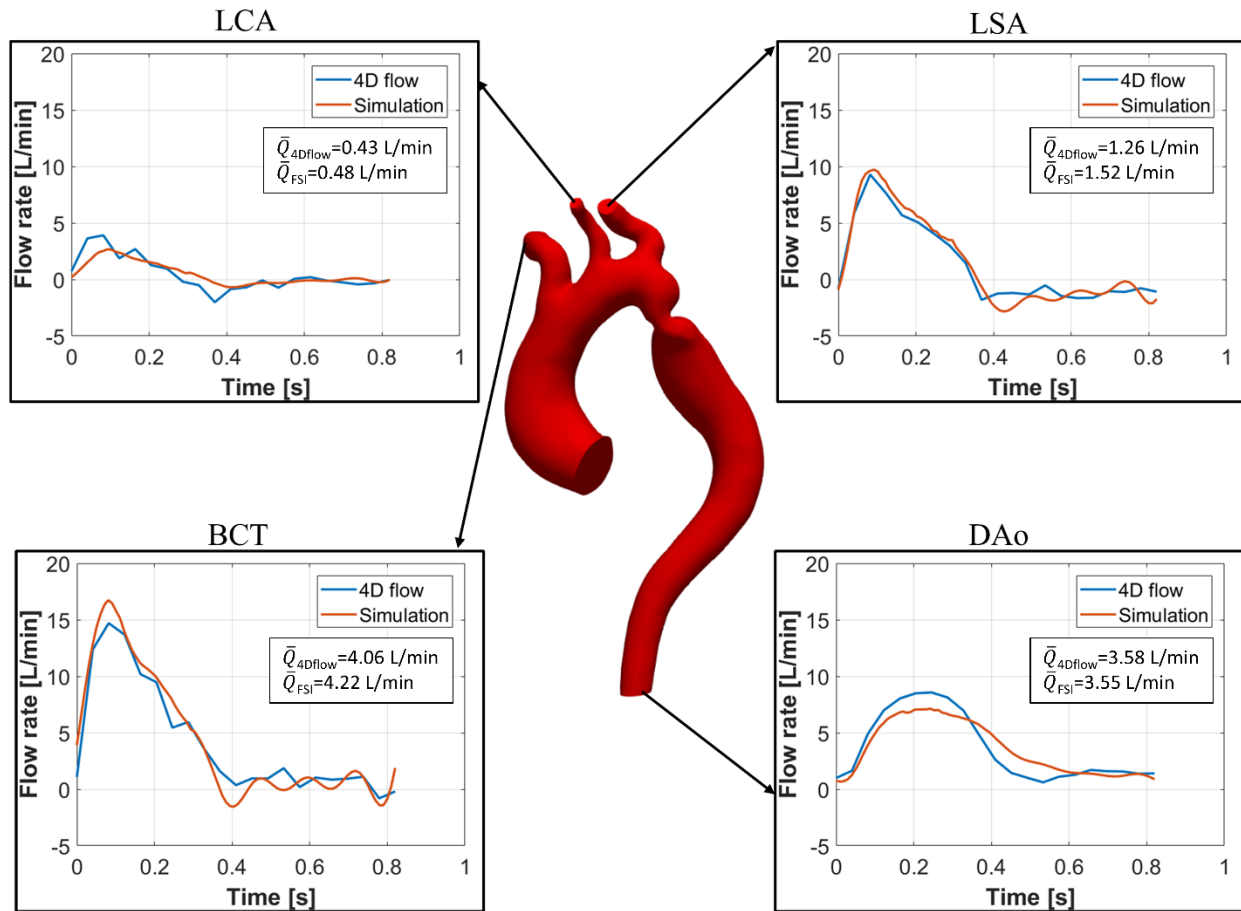 LCA
20
15
10
5
0
-5
Flow rate [L/min]
4D flow
Simulation
Q̄4Dflow=0.43 L/min
Q̄FSI=0.48 L/min
0 0.2 0.4 0.6 0.8 1
Time [s]
LSA
20
15
10
5
0
-5
Flow rate [L/min]
4D flow
Simulation
Q̄4Dflow=1.26 L/min
Q̄FSI=1.52 L/min
0 0.2 0.4 0.6 0.8 1
Time [s]
BCT
20
15
10
5
0
-5
Flow rate [L/min]
4D flow
Simulation
Q̄4Dflow=4.06 L/min
Q̄FSI=4.22 L/min
0 0.2 0.4 0.6 0.8 1
Time [s]
DAo
20
15
10
5
0
-5
Flow rate [L/min]
4D flow
Simulation
Q̄4Dflow=3.58 L/min
Q̄FSI=3.55 L/min
0 0.2 0.4 0.6 0.8 1
Time [s]